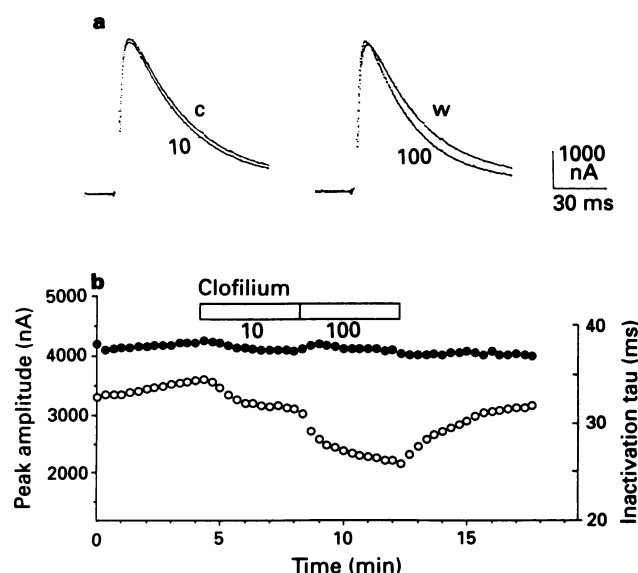 a
c
10
w
100
1000
nA
30 ms
b
Clofilium
10
100
Peak amplitude (nA)
5000
4000
3000
2000
Inactivation tau (ms)
40
30
20
0
5
10
15
Time (min)